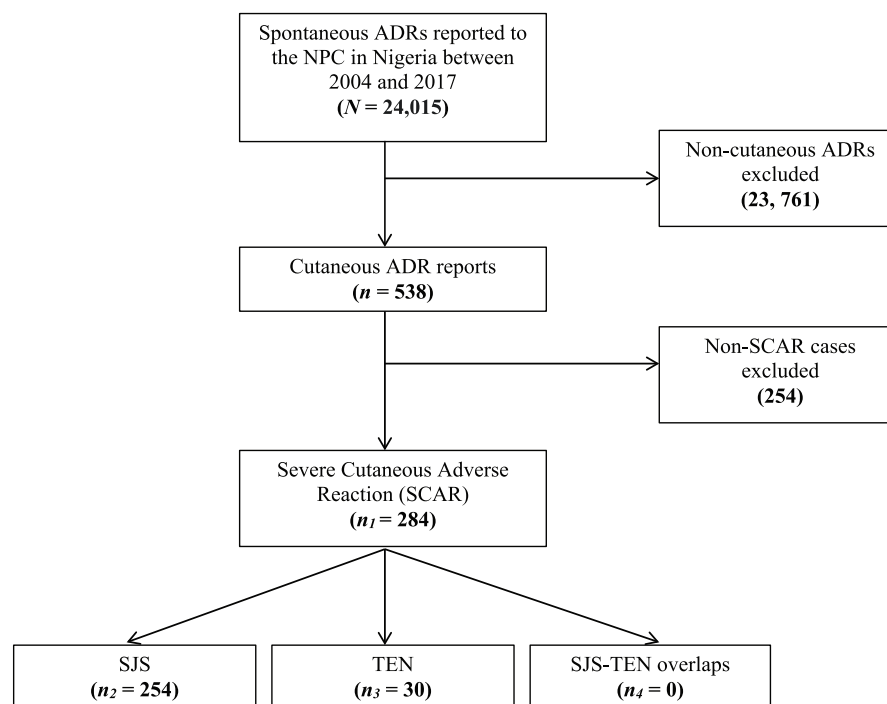 Spontaneous ADRs reported to
the NPC in Nigeria between
2004 and 2017
(N = 24,015)
Non-cutaneous ADRs
excluded
(23, 761)
Cutaneous ADR reports
(n = 538)
Non-SCAR cases
excluded
(254)
Severe Cutaneous Adverse
Reaction (SCAR)
(n1 = 284)
SJS
(n2 = 254)
TEN
(n3 = 30)
SJS-TEN overlaps
(n4 = 0)